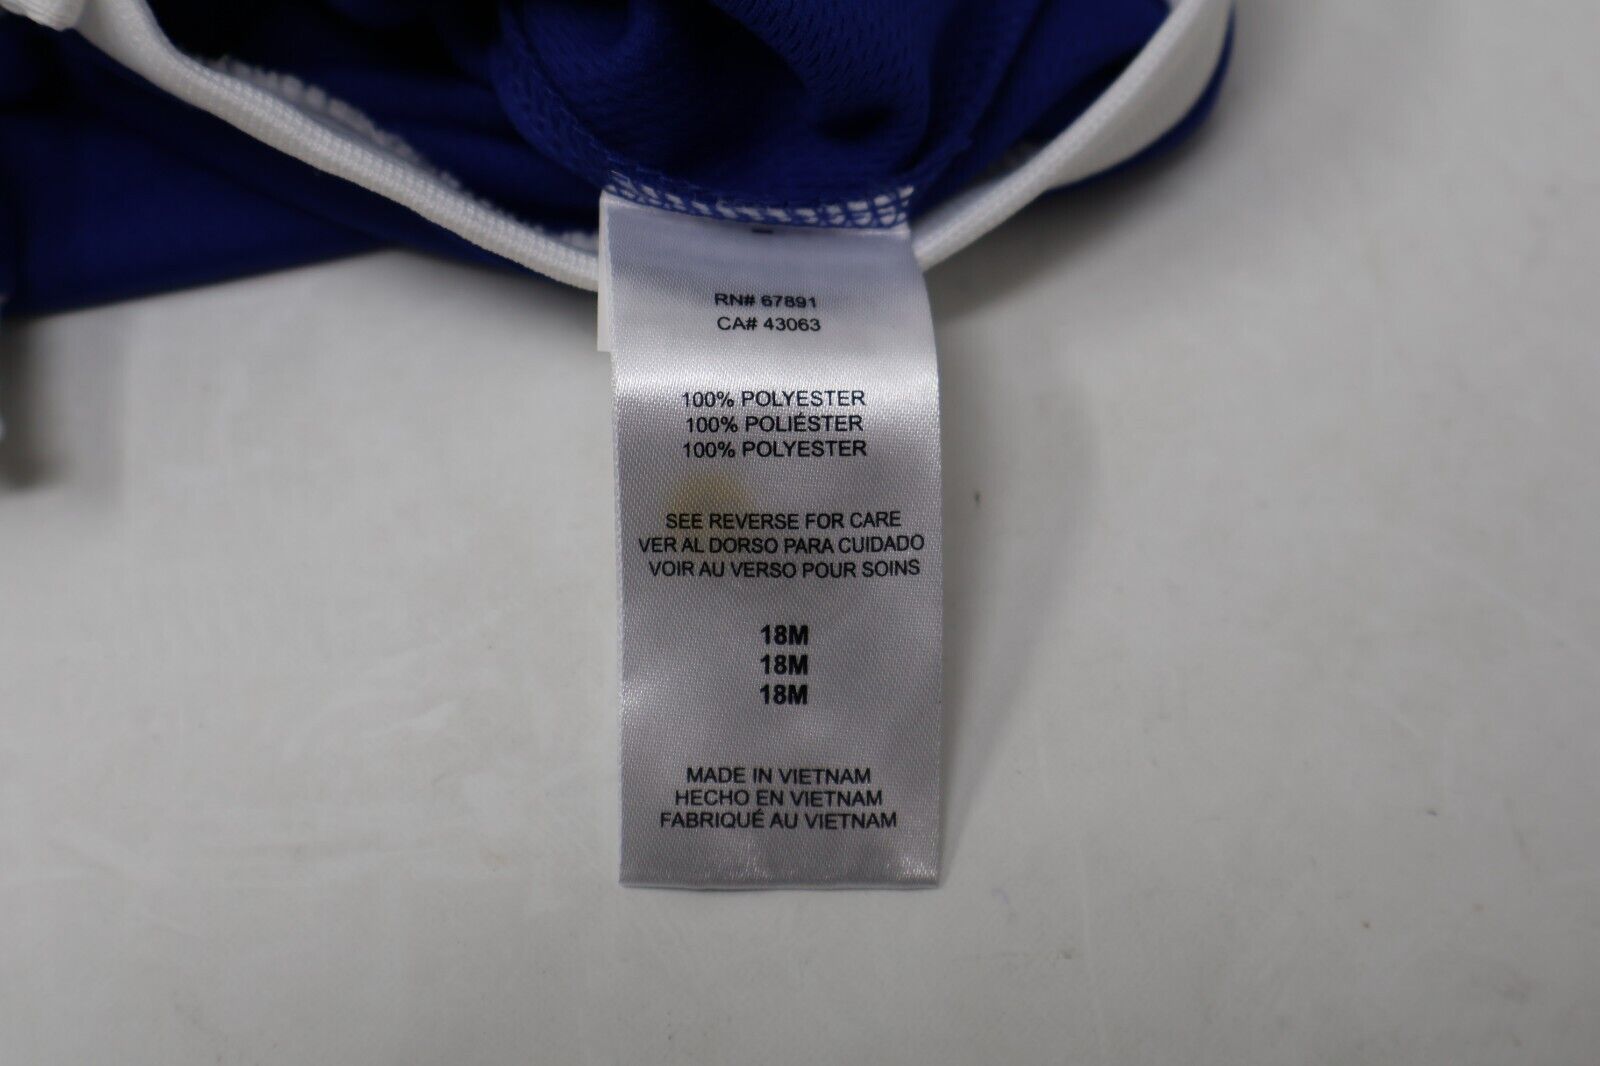 RN# 67891
CA# 43063
100% POLYESTER
100% POLIÉSTER
100% POLYESTER
SEE REVERSE FOR CARE
VER AL DORSO PARA CUIDADO
VOIR AU VERSO POUR SOINS
18M
18M
18M
MADE IN VIETNAM
HECHO EN VIETNAM
FABRIQUÉ AU VIETNAM